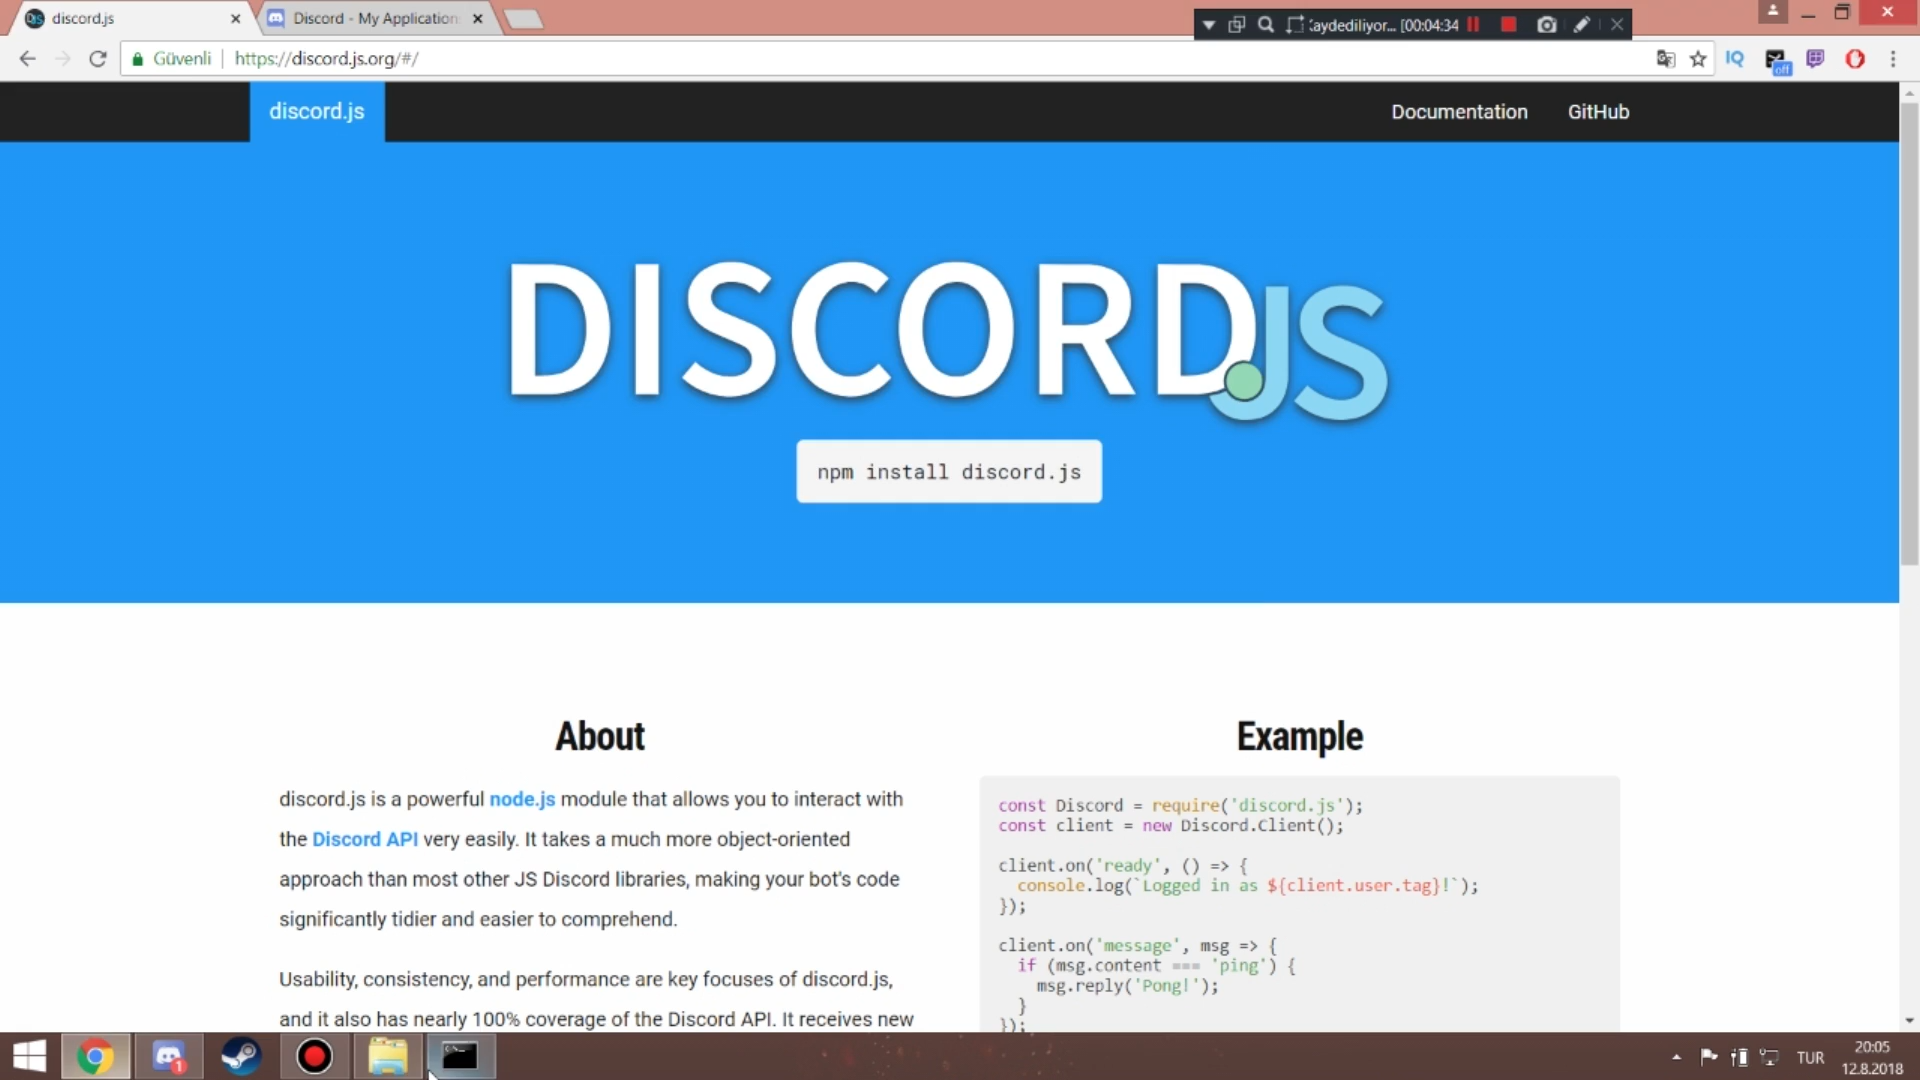 discord.js
Discord - My Application
Kaydediliyor... [00:04:34
Güvenli
https://discord.js.org/#/
IQ
off
discord.js
Documentation
GitHub
DISCORD.JS
npm install discord.js
About
discord.js is a powerful node.js module that allows you to interact with
the Discord API very easily. It takes a much more object-oriented
approach than most other JS Discord libraries, making your bot's code
significantly tidier and easier to comprehend.
Usability, consistency, and performance are key focuses of discord.js,
and it also has nearly 100% coverage of the Discord API. It receives new
Example
const Discord = require('discord.js');
const client = new Discord.Client();
client.on('ready', () => {
  console.log(`Logged in as ${client.user.tag}!`);
});
client.on('message', msg => {
  if (msg.content === 'ping') {
    msg.reply('Pong!');
  }
});
1
TUR
20:05
12.8.2018